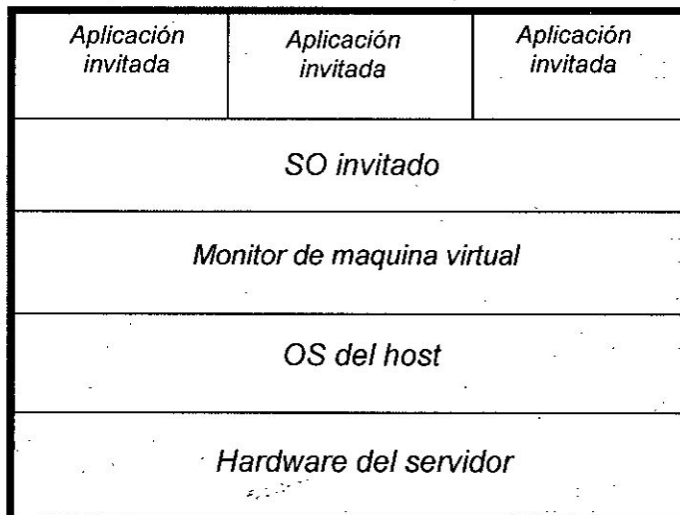 Aplicación
invitada
Aplicación
invitada
Aplicación
invitada
SO invitado
Monitor de maquina virtual
OS del host
Hardware del servidor